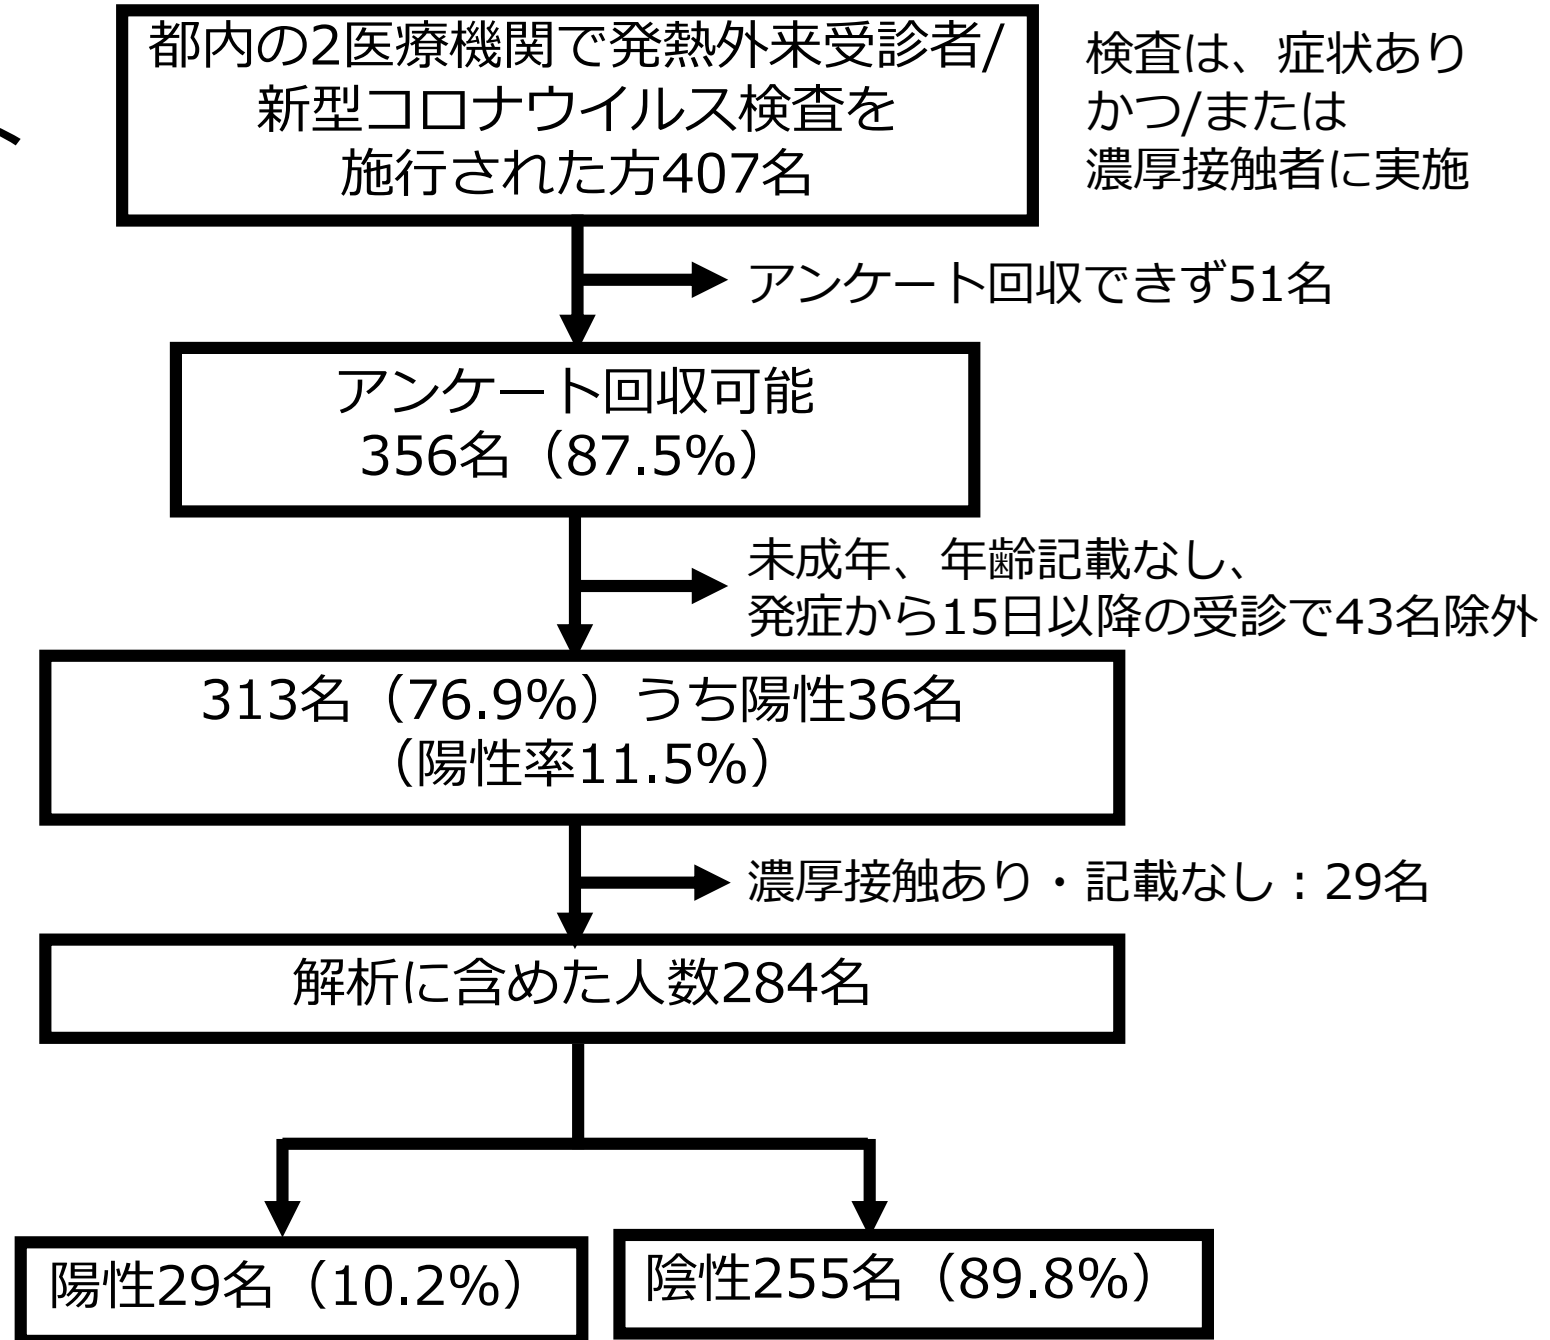 都内の2医療機関で発熱外来受診者/
新型コロナウイルス検査を
施行された方407名
検査は、症状あり
かつ/または
濃厚接触者に実施
アンケート回収できず51名
アンケート回収可能
356名（87.5%）
未成年、年齢記載なし、
発症から15日以降の受診で43名除外
313名（76.9%）うち陽性36名
（陽性率11.5%）
濃厚接触あり・記載なし：29名
解析に含めた人数284名
陽性29名（10.2%）
陰性255名（89.8%）